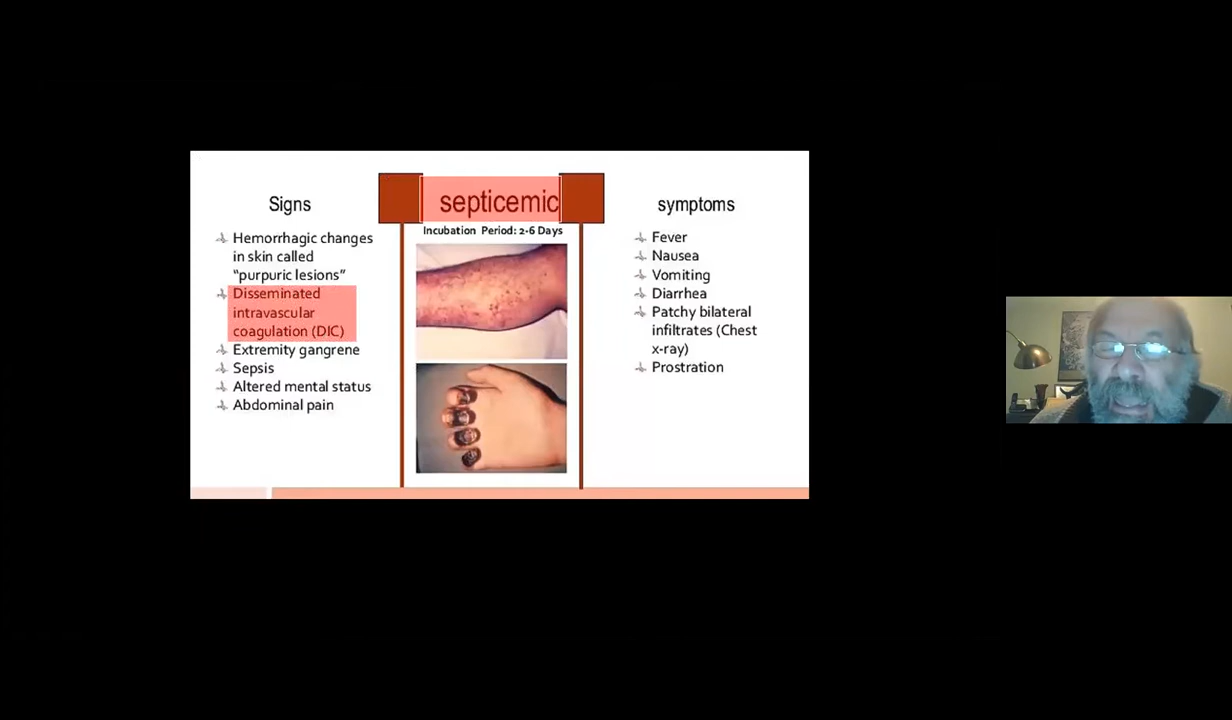 septemic
Incubation Period: 2-6 Days
Signs
Hemorrhagic changes
in skin called
“purpuric lesions”
Disseminated
intravascular
coagulation (DIC)
Extremity gangrene
Sepsis
Altered mental status
Abdominal pain
symptoms
Fever
Nausea
Vomiting
Diarrhea
Patchy bilateral
infiltrates (Chest
x-ray)
Prostration